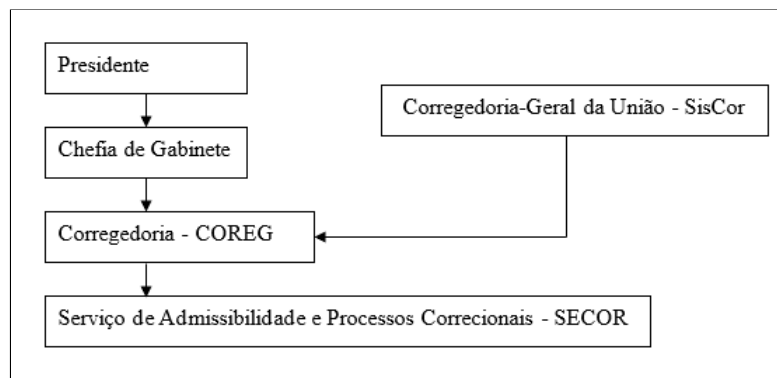 Presidente
Corregedoria-Geral da União - SisCor
Chefia de Gabinete
Corregedoria - COREG
Serviço de Admissibilidade e Processos Correcionais - SECOR